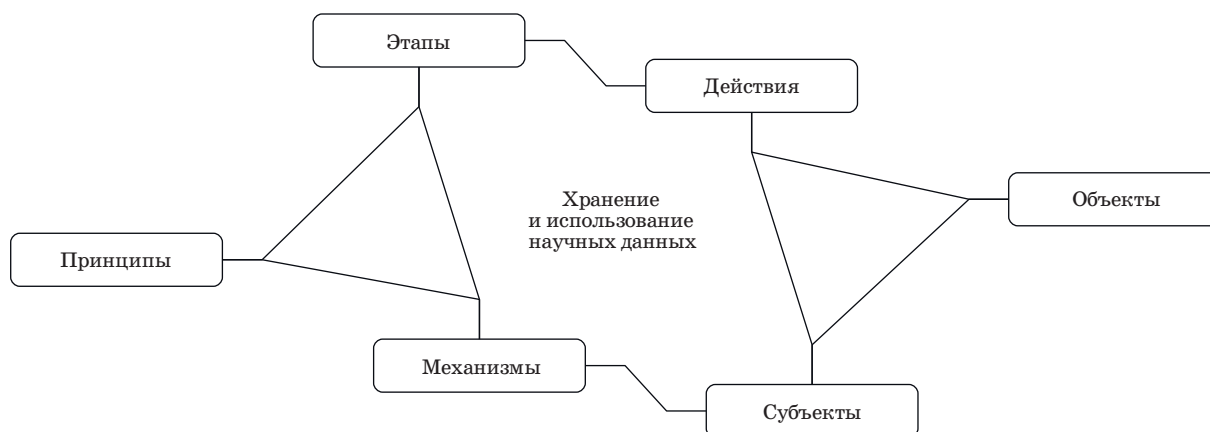 Этапы
Действия
Хранение
и использование
научных данных
Объекты
Принципы
Механизмы
Субъекты